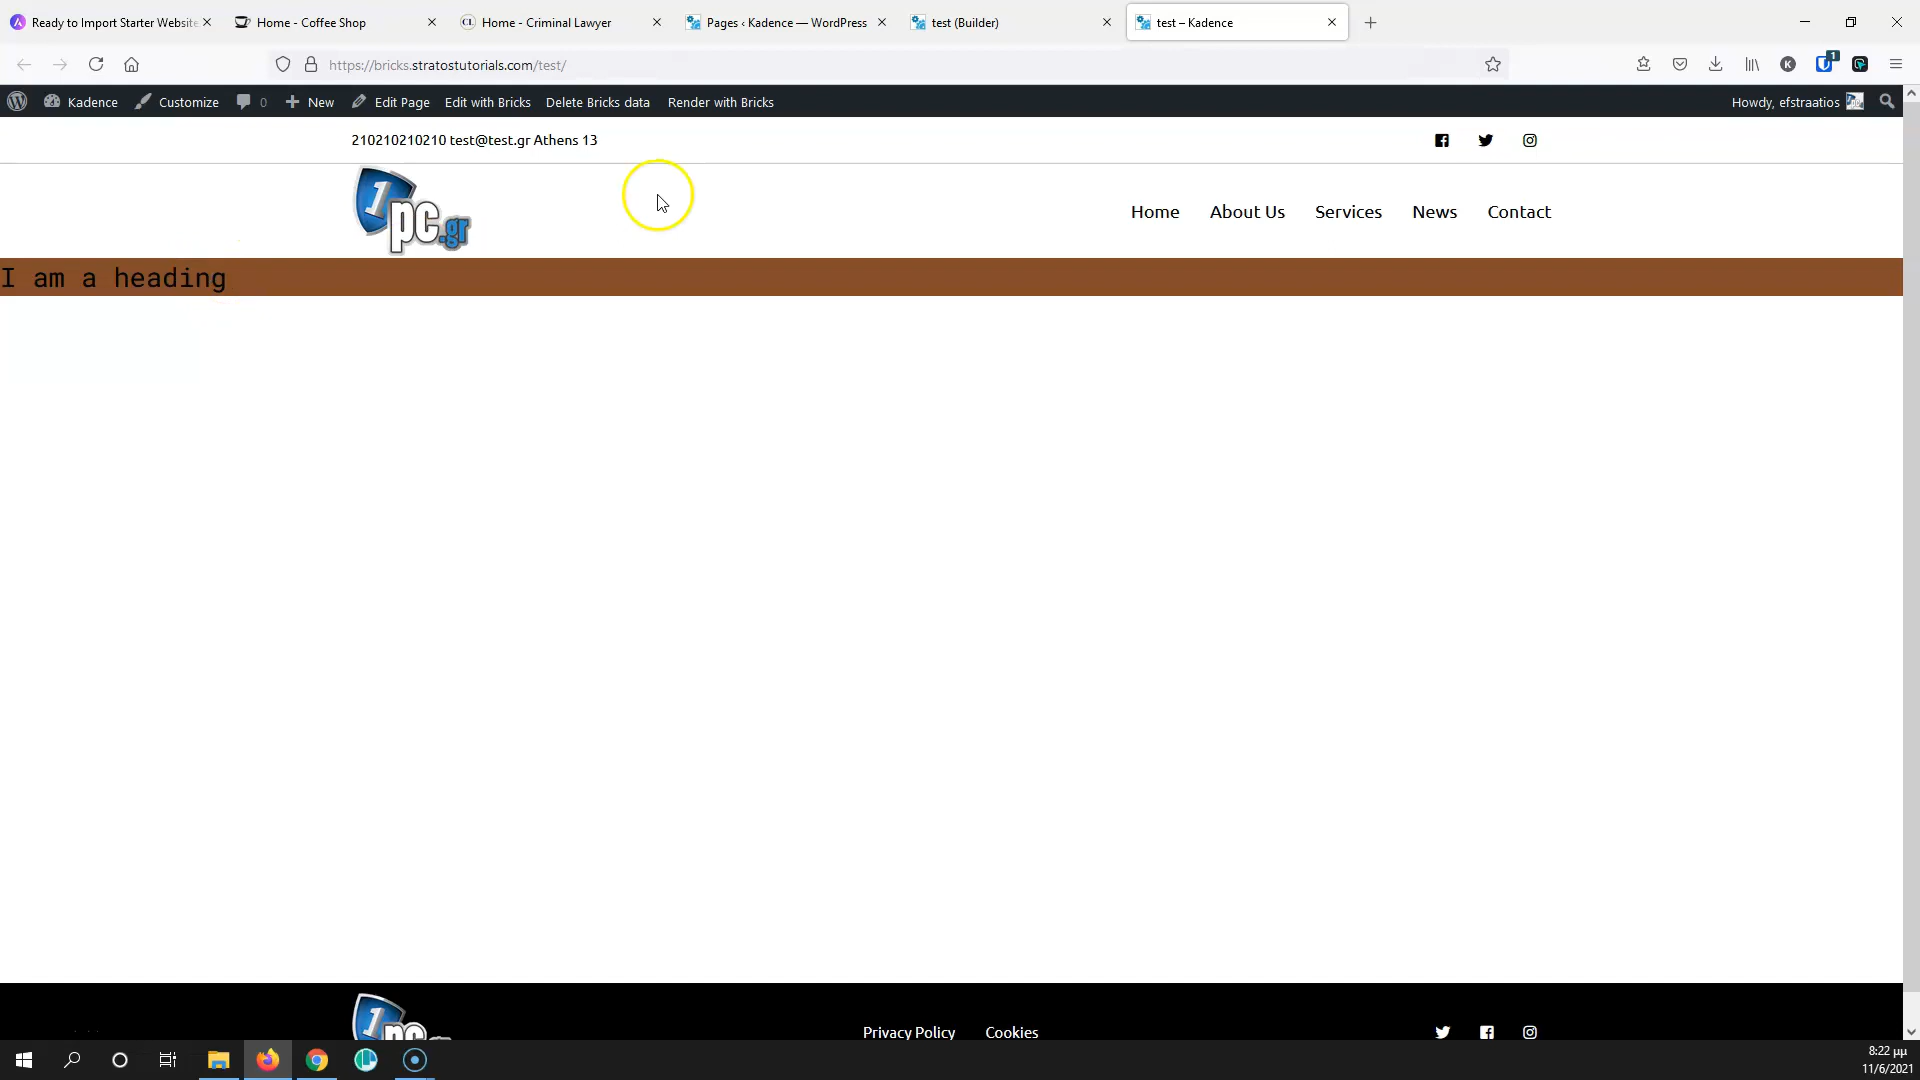 Ready to Import Starter Website
Home - Coffee Shop
Home - Criminal Lawyer
Pages ‹ Kadence — WordPress
test (Builder)
test – Kadence
https://bricks.stratostutorials.com/test/
Kadence
Customize
0
New
Edit Page
Edit with Bricks
Delete Bricks data
Render with Bricks
Howdy, efstraatios
210210210210 test@test.gr Athens 13
1pc.gr
Home
About Us
Services
News
Contact
I am a heading
Privacy Policy
Cookies
8:22 μμ
11/6/2021